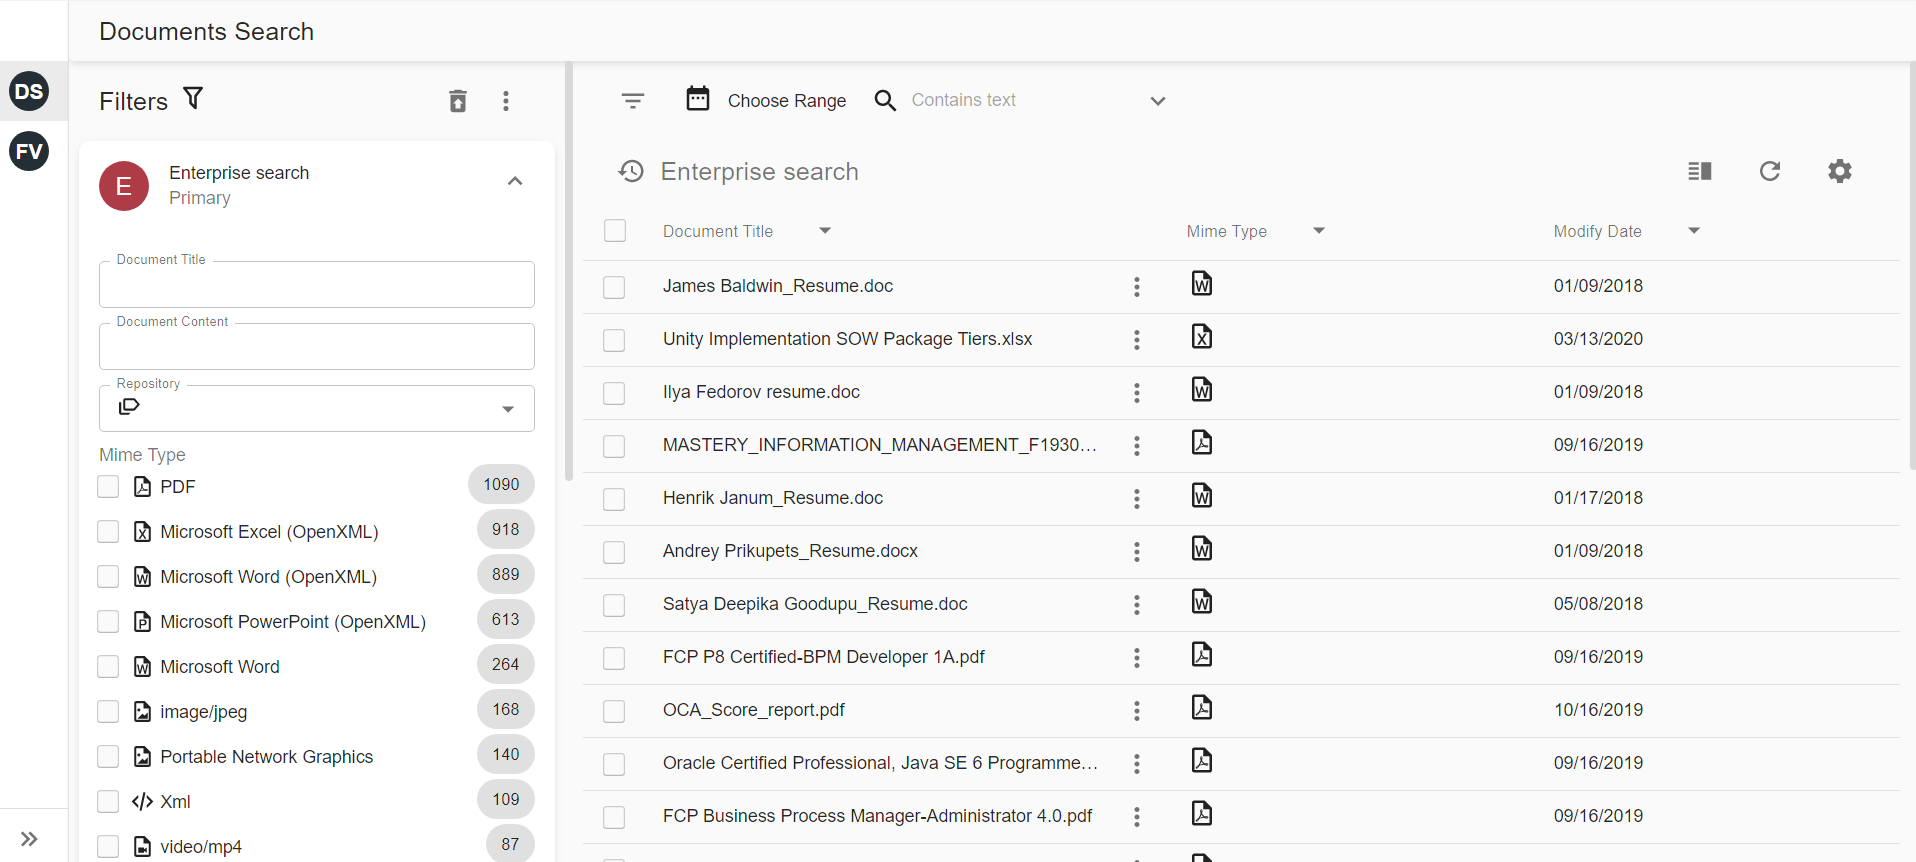 Documents Search
DS
FV
Filters
E
Enterprise search
Primary
Document Title
Document Content
Repository
Mime Type
PDF 1090
Microsoft Excel (OpenXML) 918
Microsoft Word (OpenXML) 889
Microsoft PowerPoint (OpenXML) 613
Microsoft Word 264
image/jpeg 168
Portable Network Graphics 140
Xml 109
video/mp4 87
Choose Range Contains text
Enterprise search
Document Title Mime Type Modify Date
James Baldwin_Resume.doc 01/09/2018
Unity Implementation SOW Package Tiers.xlsx 03/13/2020
Ilya Fedorov resume.doc 01/09/2018
MASTERY_INFORMATION_MANAGEMENT_F1930... 09/16/2019
Henrik Janum_Resume.doc 01/17/2018
Andrey Prikupets_Resume.docx 01/09/2018
Satya Deepika Goodupu_Resume.doc 05/08/2018
FCP P8 Certified-BPM Developer 1A.pdf 09/16/2019
OCA_Score_report.pdf 10/16/2019
Oracle Certified Professional, Java SE 6 Programme... 09/16/2019
FCP Business Process Manager-Administrator 4.0.pdf 09/16/2019